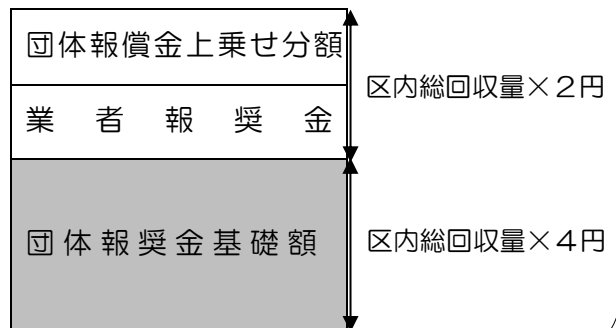 団体報償金上乗せ分額
区内総回収量×２円
業者報奨金
団体報奨金基礎額
区内総回収量×４円